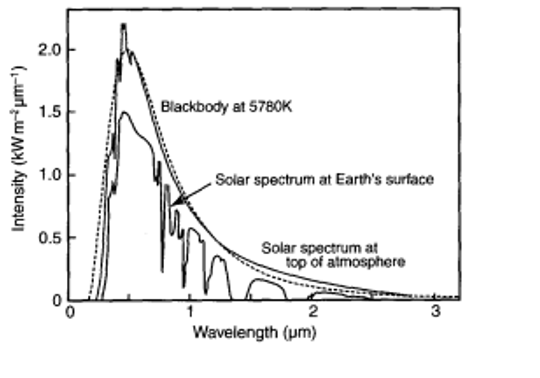 2.0
1.5
1.0
0.5
0
Intensity (kW m⁻² µm⁻¹)
Blackbody at 5780K
Solar spectrum at Earth's surface
Solar spectrum at
top of atmosphere
0 1 2 3
Wavelength (µm)